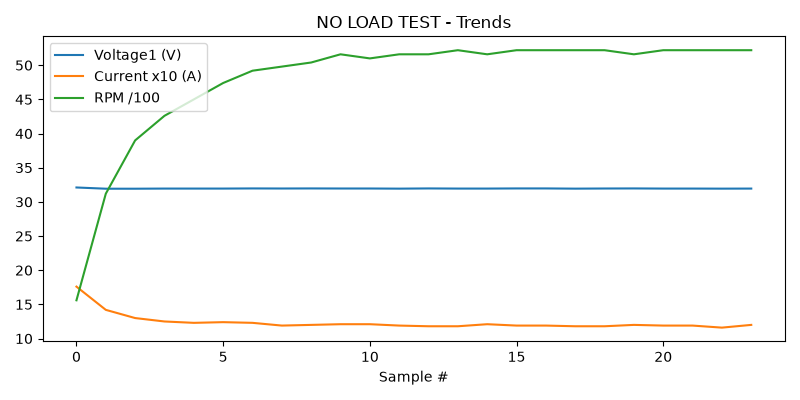 NO LOAD TEST - Trends
Voltage1 (V)
Current x10 (A)
RPM /100
50
45
40
35
30
25
20
15
10
0 5 10 15 20
Sample #